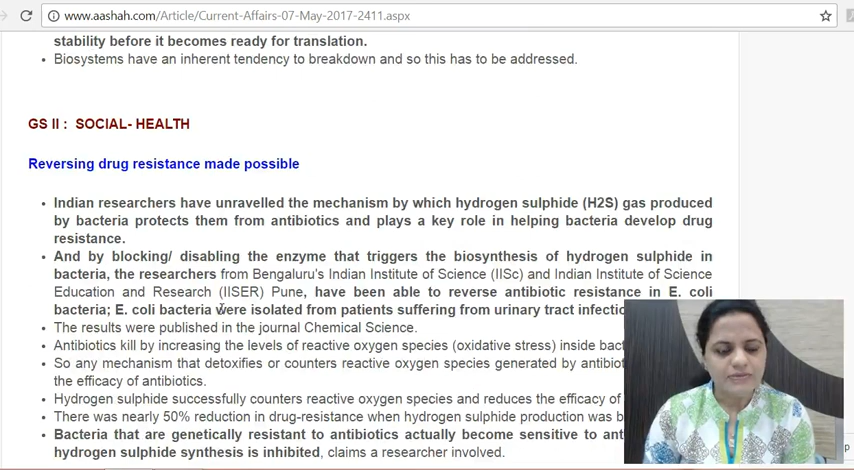 www.aashah.com/Article/Current-Affairs-07-May-2017-2411.aspx
stability before it becomes ready for translation.
• Biosystems have an inherent tendency to breakdown and so this has to be addressed.
GS II : SOCIAL- HEALTH
Reversing drug resistance made possible
• Indian researchers have unravelled the mechanism by which hydrogen sulphide (H2S) gas produced
by bacteria protects them from antibiotics and plays a key role in helping bacteria develop drug
resistance.
• And by blocking/ disabling the enzyme that triggers the biosynthesis of hydrogen sulphide in
bacteria, the researchers from Bengaluru's Indian Institute of Science (IISc) and Indian Institute of Science
Education and Research (IISER) Pune, have been able to reverse antibiotic resistance in E. coli
bacteria; E. coli bacteria were isolated from patients suffering from urinary tract infectio
• The results were published in the journal Chemical Science.
• Antibiotics kill by increasing the levels of reactive oxygen species (oxidative stress) inside bact
• So any mechanism that detoxifies or counters reactive oxygen species generated by antibiot
the efficacy of antibiotics.
• Hydrogen sulphide successfully counters reactive oxygen species and reduces the efficacy of
• There was nearly 50% reduction in drug-resistance when hydrogen sulphide production was b
• Bacteria that are genetically resistant to antibiotics actually become sensitive to ant
hydrogen sulphide synthesis is inhibited, claims a researcher involved.